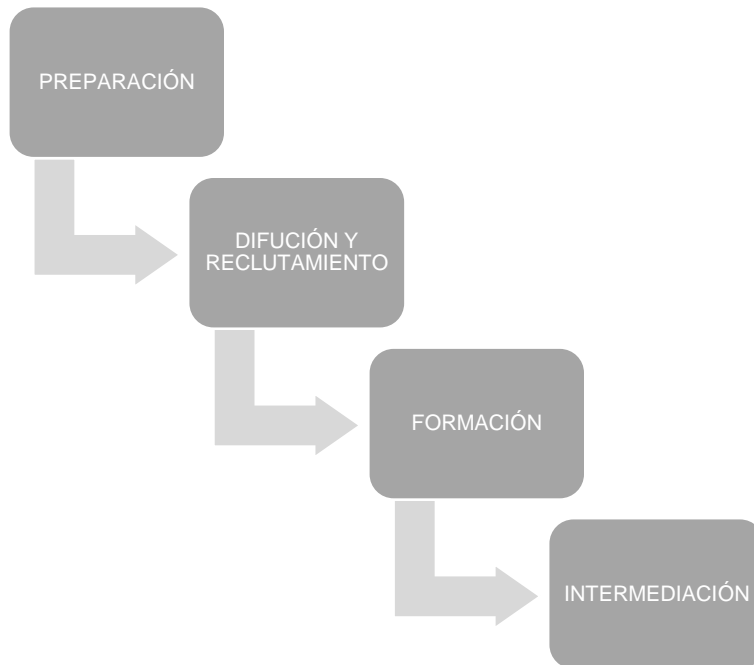 PREPARACIÓN
DIFUCIÓN Y
RECLUTAMIENTO
FORMACIÓN
INTERMEDIACIÓN